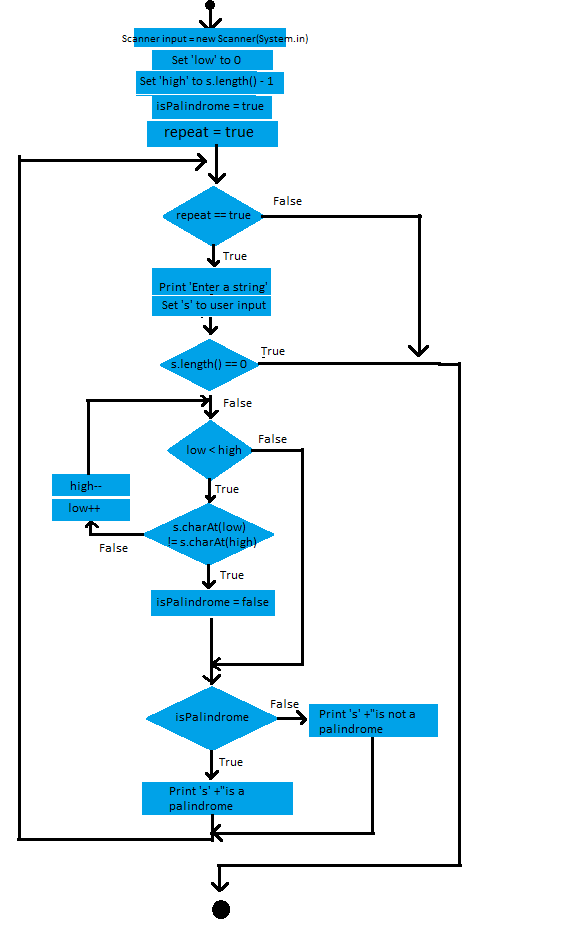 Scanner input = new Scanner(System.in)
Set 'low' to 0
Set 'high' to s.length() - 1
isPalindrome = true
repeat = true
repeat == true
False
True
Print 'Enter a string'
Set 's' to user input
s.length() == 0
True
False
low < high
False
True
high--
low++
s.charAt(low)
!= s.charAt(high)
False
True
isPalindrome = false
isPalindrome
False
Print 's' +"is not a
palindrome
True
Print 's' +"is a
palindrome